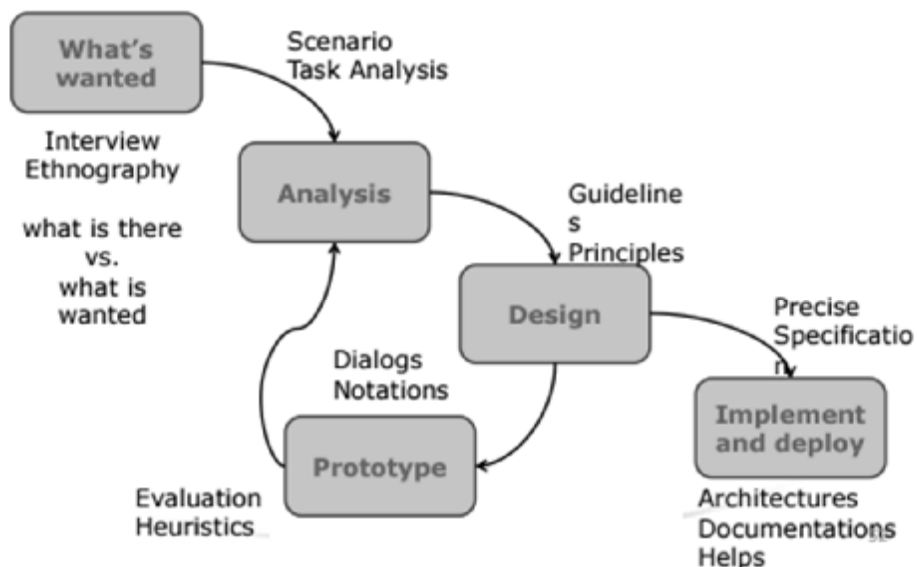 What's
wanted
Scenario
Task Analysis
Interview
Ethnography
what is there
vs.
what is
wanted
Analysis
Guideline
s
Principles
Design
Precise
Specificatio
n
Dialogs
Notations
Implement
and deploy
Prototype
Evaluation
Heuristics
Architectures
Documentations
Helps